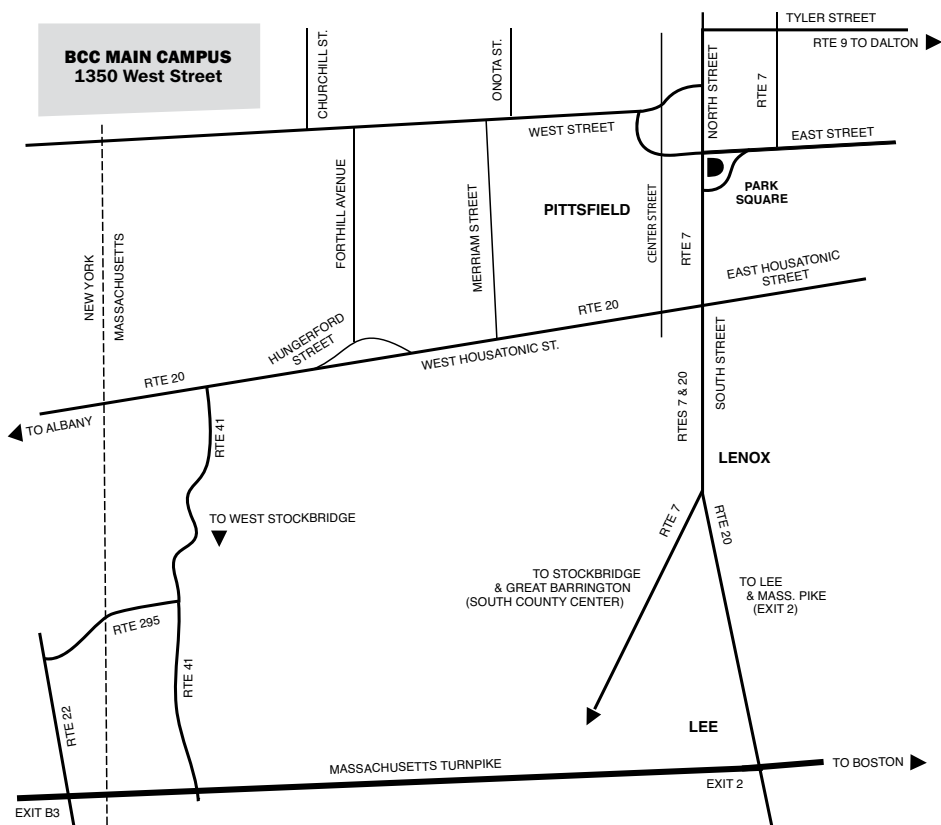 BCC MAIN CAMPUS
1350 West Street
CHURCHILL ST.
ONOTA ST.
NORTH STREET
RTE 7
TYLER STREET
RTE 9 TO DALTON
WEST STREET
EAST STREET
PARK
SQUARE
PITTSFIELD
CENTER STREET
RTE 7
FORTHILL AVENUE
MERRIAM STREET
NEW YORK
MASSACHUSETTS
EAST HOUSATONIC
STREET
RTE 20
HUNGERFORD
STREET
WEST HOUSATONIC ST.
RTE 20
TO ALBANY
RTE 41
SOUTH STREET
RTES 7 & 20
LENOX
RTE 7
RTE 20
TO WEST STOCKBRIDGE
TO STOCKBRIDGE
& GREAT BARRINGTON
(SOUTH COUNTY CENTER)
TO LEE
& MASS. PIKE
(EXIT 2)
RTE 295
RTE 41
RTE 22
LEE
MASSACHUSETTS TURNPIKE
TO BOSTON
EXIT 2
EXIT B3